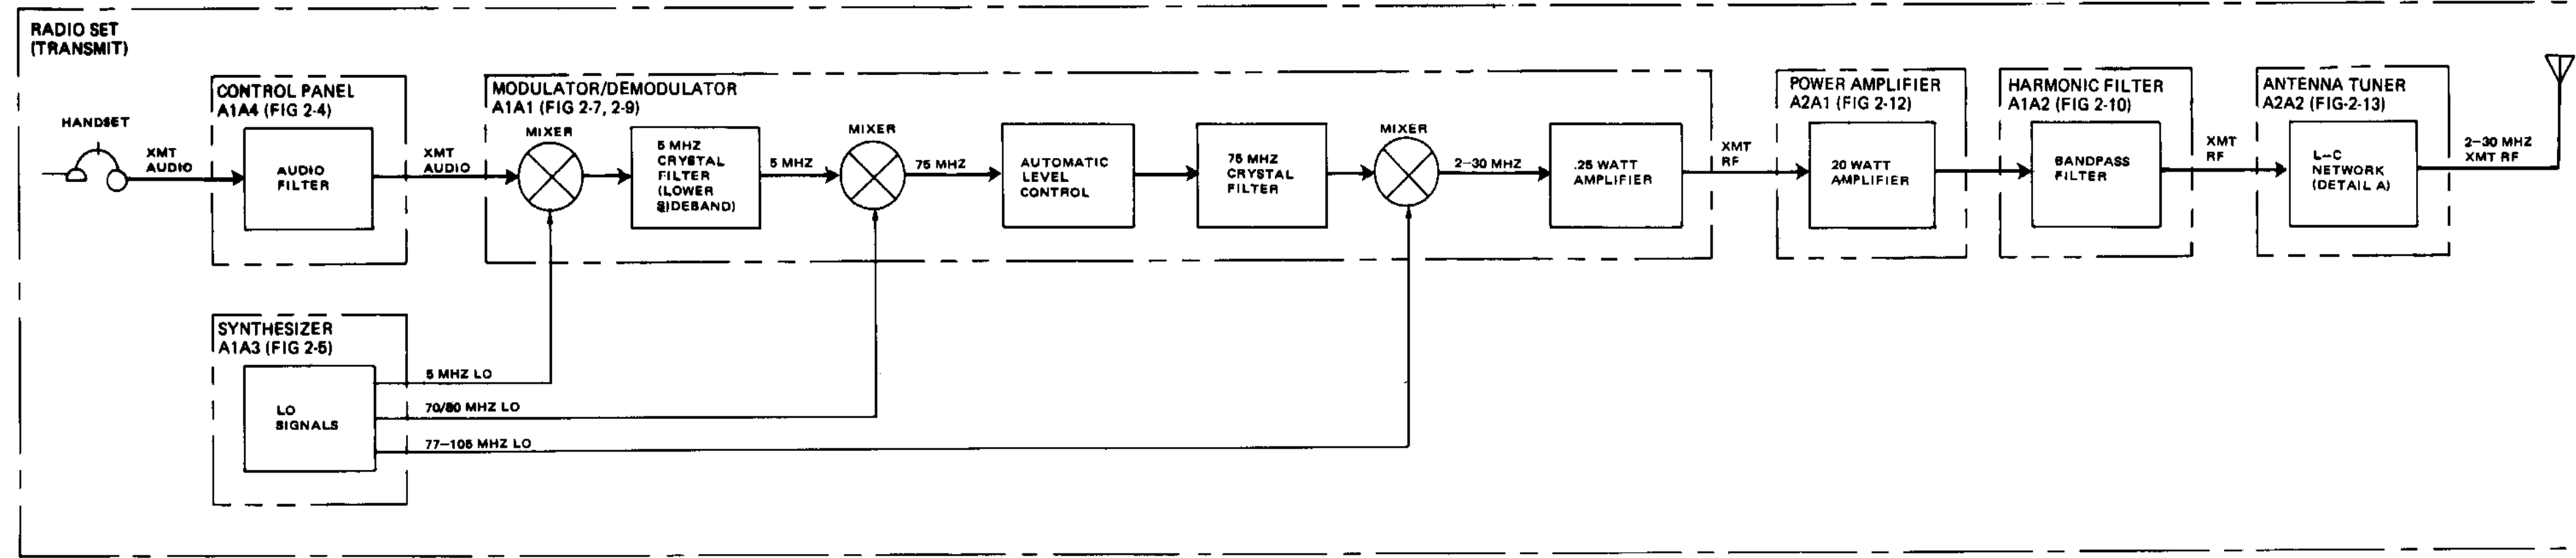 RADIO SET
(TRANSMIT)
HANDSET
XMT
AUDIO
CONTROL PANEL
A1A4 (FIG 2-4)
AUDIO
FILTER
XMT
AUDIO
MODULATOR/DEMODULATOR
A1A1 (FIG 2-7, 2-9)
MIXER
5 MHZ
CRYSTAL
FILTER
(LOWER
SIDEBAND)
5 MHZ
MIXER
75 MHZ
AUTOMATIC
LEVEL
CONTROL
75 MHZ
CRYSTAL
FILTER
MIXER
2-30 MHZ
.25 WATT
AMPLIFIER
XMT
RF
POWER AMPLIFIER
A2A1 (FIG 2-12)
20 WATT
AMPLIFIER
HARMONIC FILTER
A1A2 (FIG 2-10)
BANDPASS
FILTER
XMT
RF
ANTENNA TUNER
A2A2 (FIG-2-13)
L-C
NETWORK
(DETAIL A)
2-30 MHZ
XMT RF
SYNTHESIZER
A1A3 (FIG 2-5)
LO
SIGNALS
5 MHZ LO
70/80 MHZ LO
77-105 MHZ LO